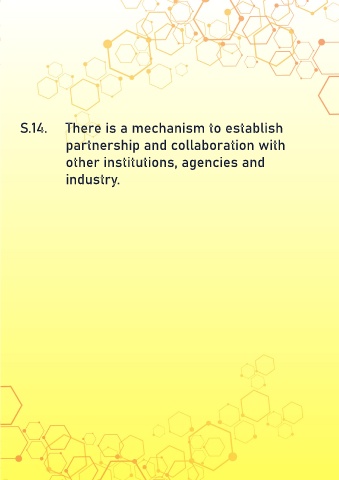 S.14. There is a mechanism to establish
partnership and collaboration with
other institutions, agencies and
industry.